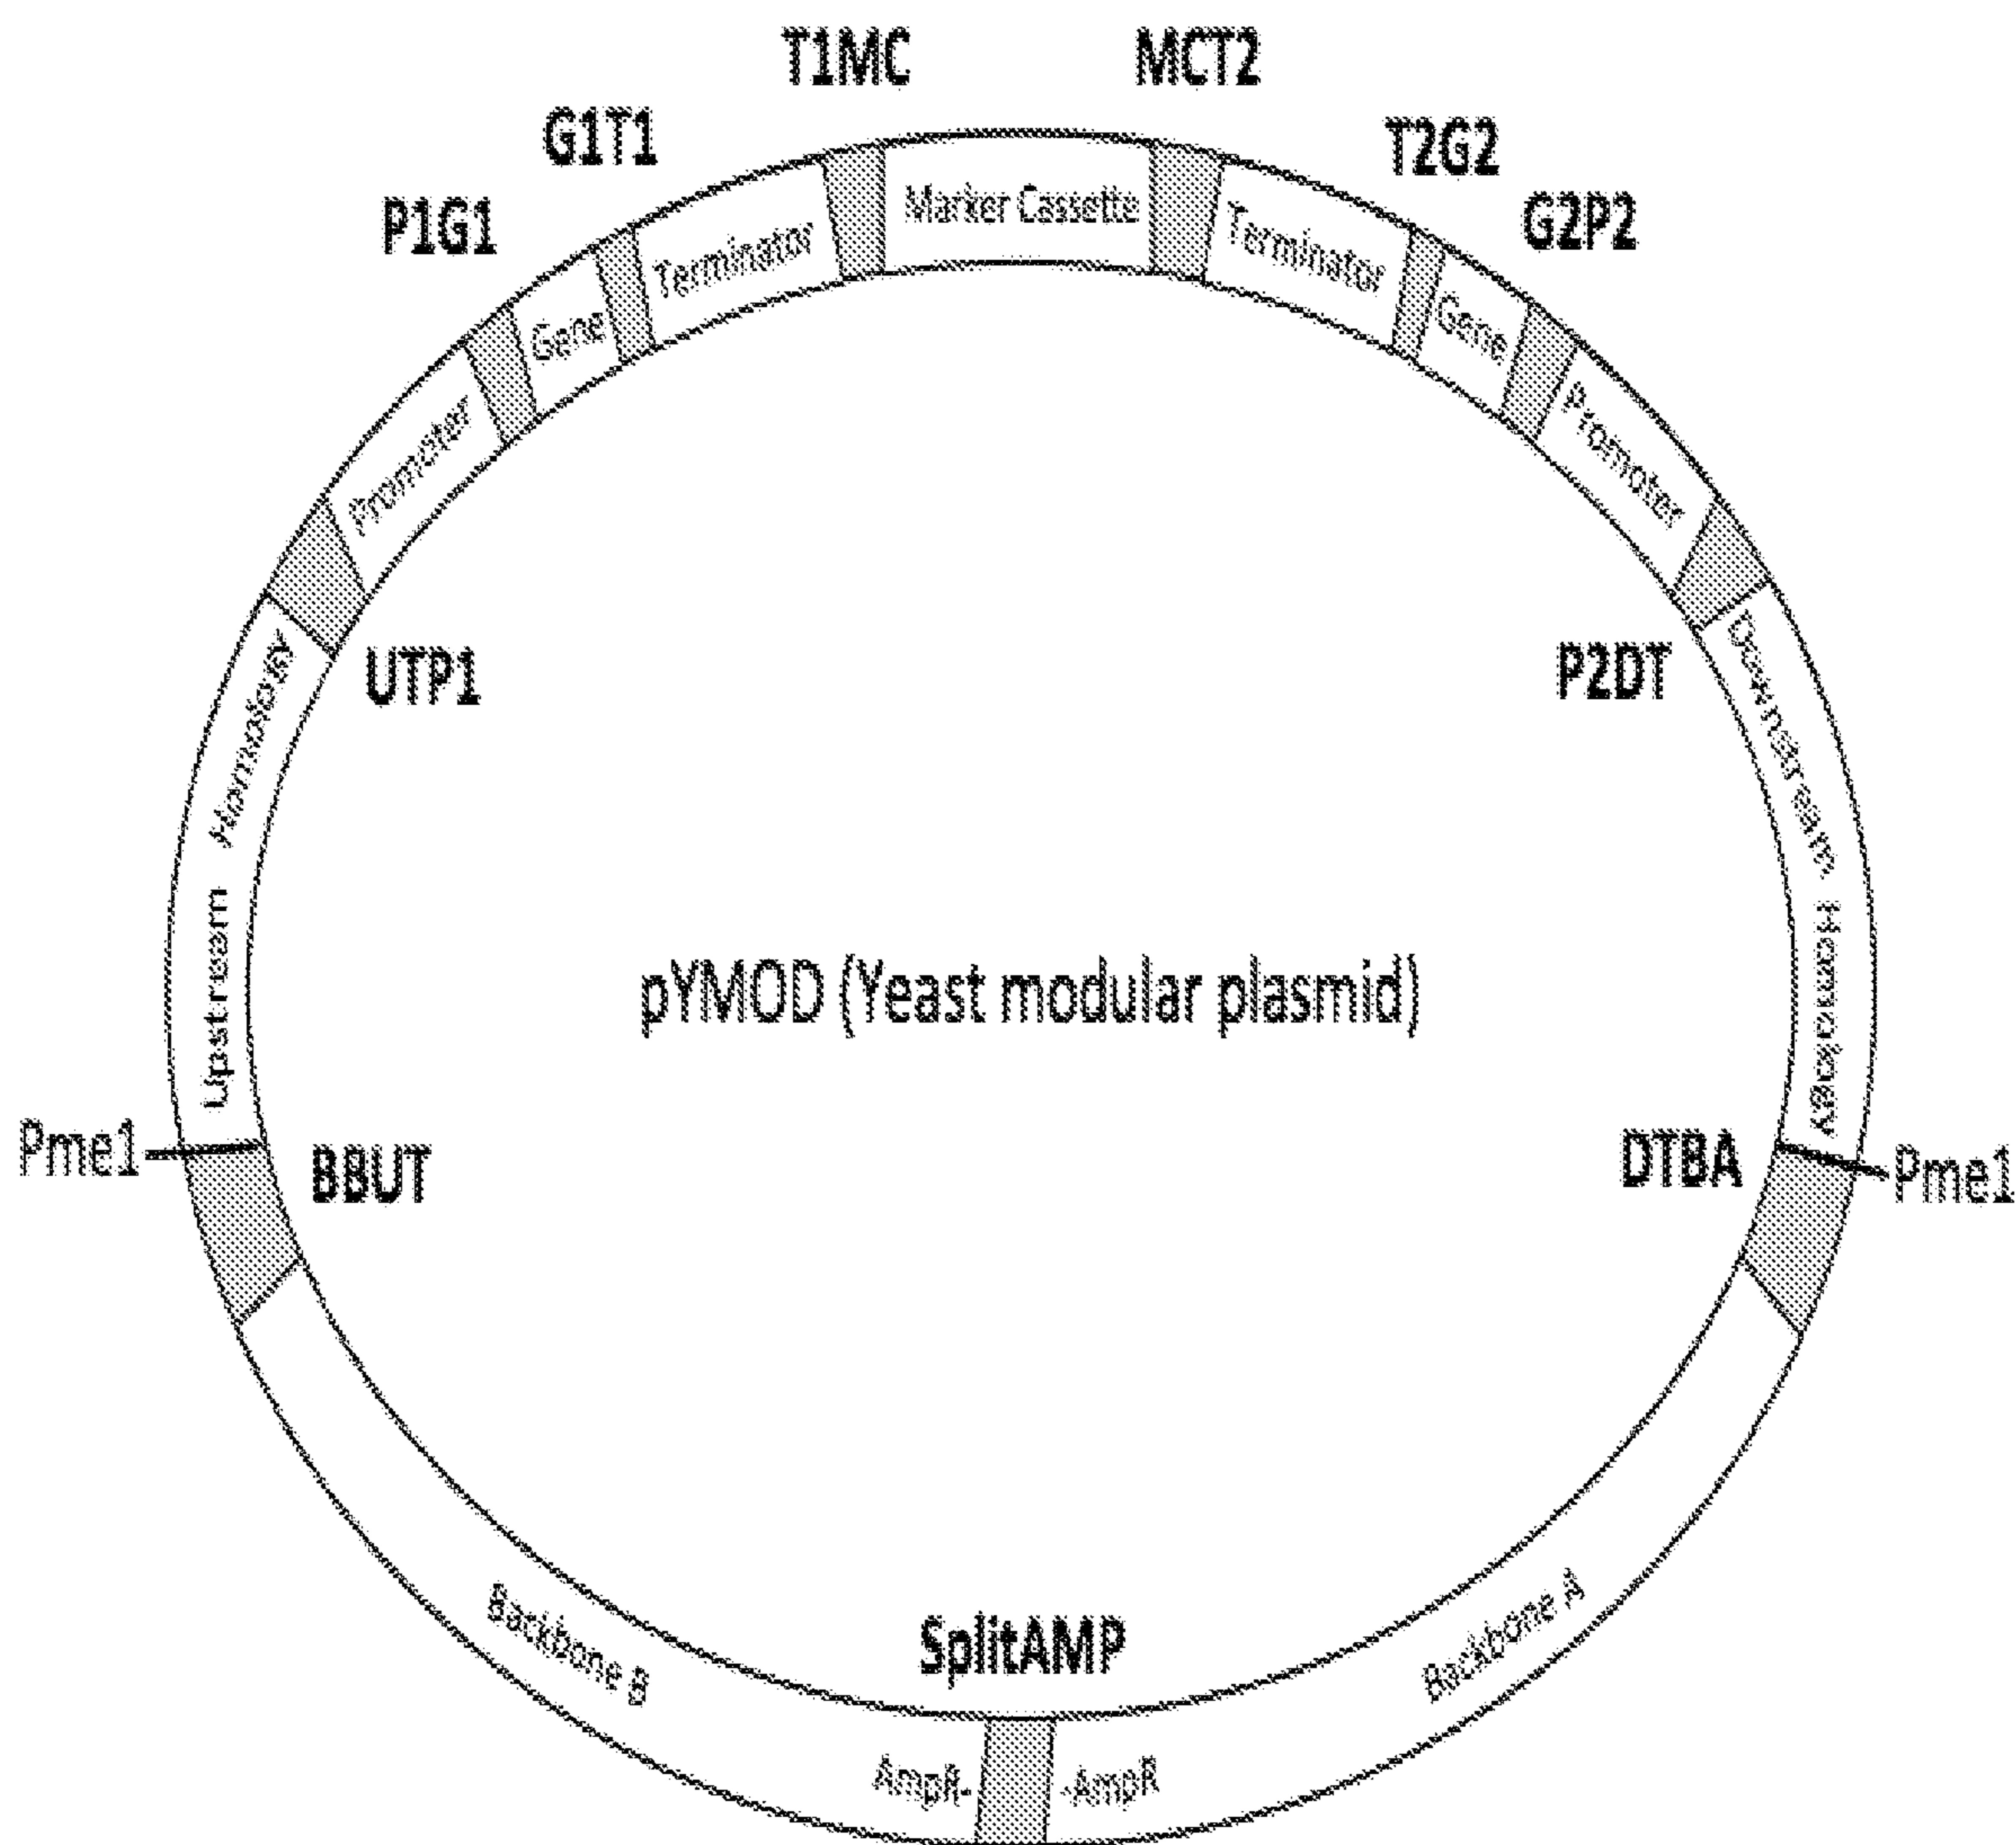 T1MC
MCT2
G1T1
T2G2
P1G1
G2P2
Marker Cassette
Terminator
Terminator
Gene
Gene
Promoter
Promoter
UTP1
P2DT
Upstream Homology
Downstream Homology
pYMOD (Yeast modular plasmid)
Pme1
BBUT
DTBA
Pme1
Backbone B
Backbone A
SplitAMP
AmpR-
-AmpR